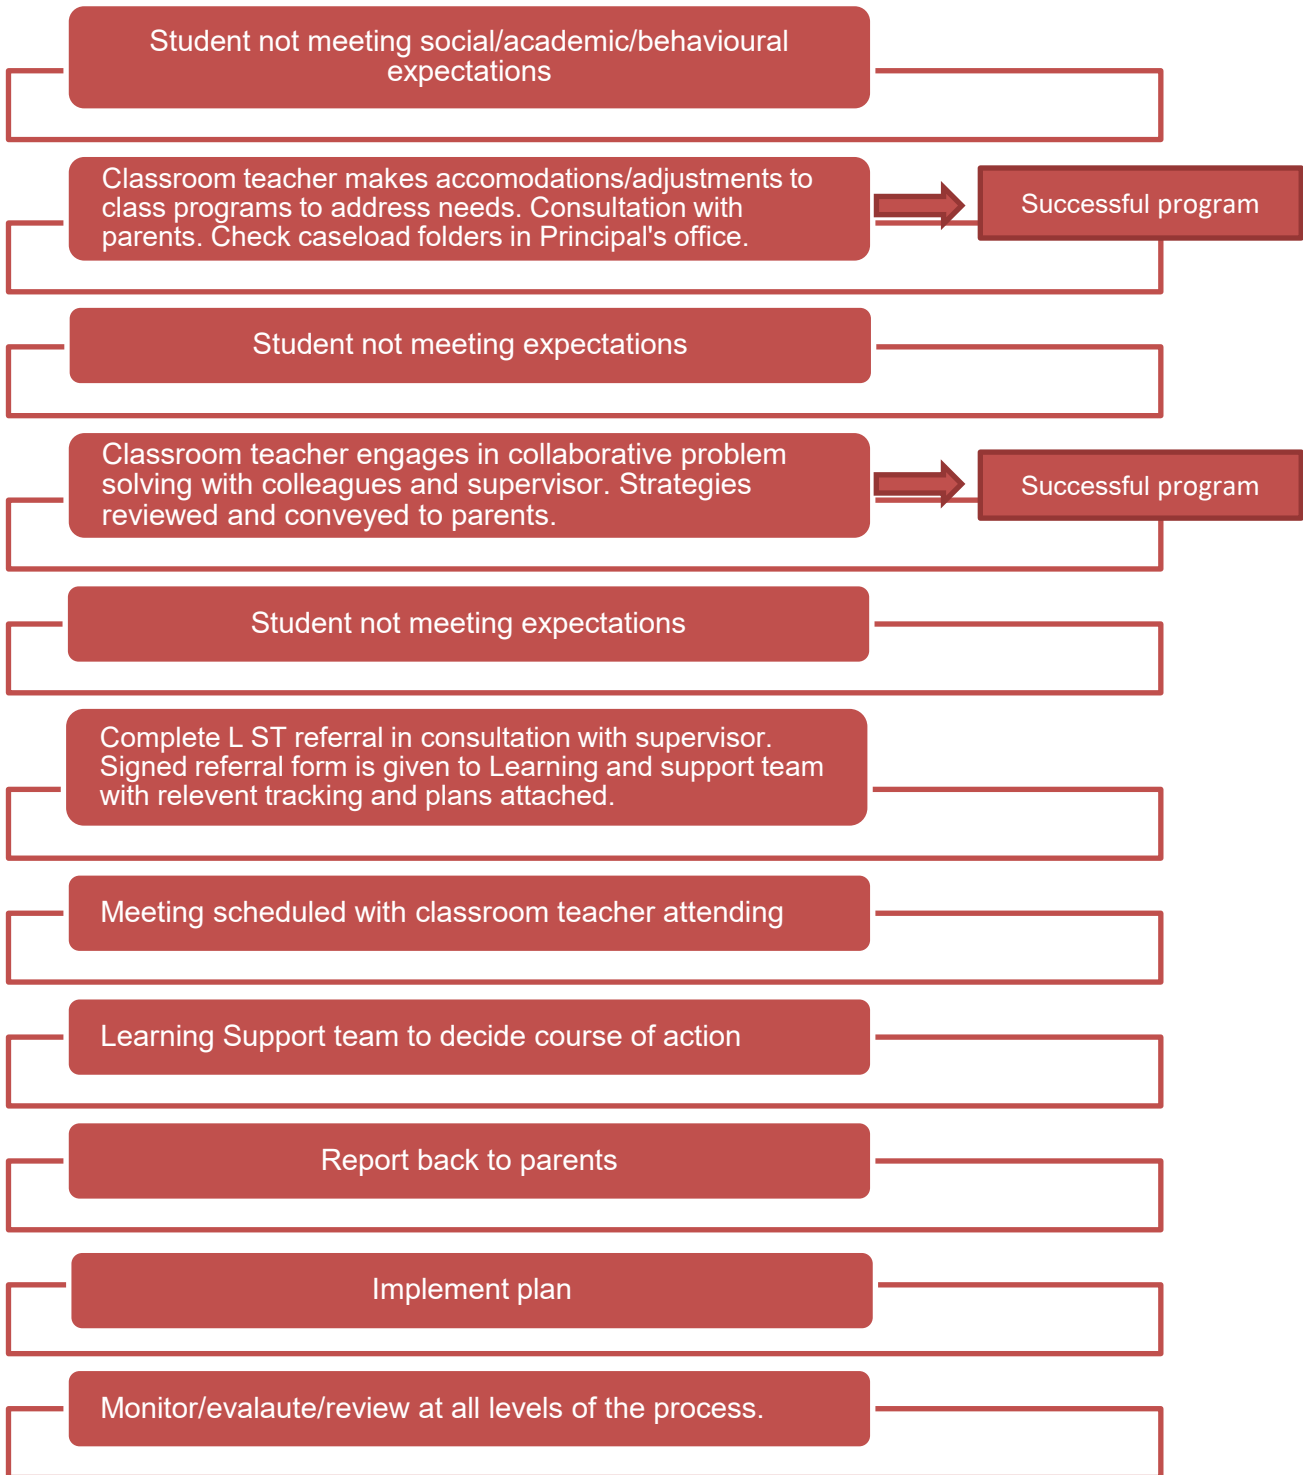 Student not meeting social/academic/behavioural
expectations
Classroom teacher makes accomodations/adjustments to
class programs to address needs. Consultation with
parents. Check caseload folders in Principal's office.
Successful program
Student not meeting expectations
Classroom teacher engages in collaborative problem
solving with colleagues and supervisor. Strategies
reviewed and conveyed to parents.
Successful program
Student not meeting expectations
Complete L ST referral in consultation with supervisor.
Signed referral form is given to Learning and support team
with relevent tracking and plans attached.
Meeting scheduled with classroom teacher attending
Learning Support team to decide course of action
Report back to parents
Implement plan
Monitor/evalaute/review at all levels of the process.